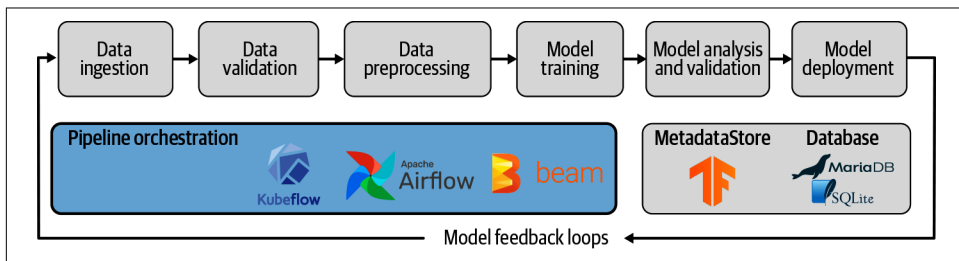 Data
ingestion
Data
validation
Data
preprocessing
Model
training
Model analysis
and validation
Model
deployment
Pipeline orchestration
Kubeflow
Apache
Airflow
beam
MetadataStore
Database
MariaDB
SQLite
Model feedback loops